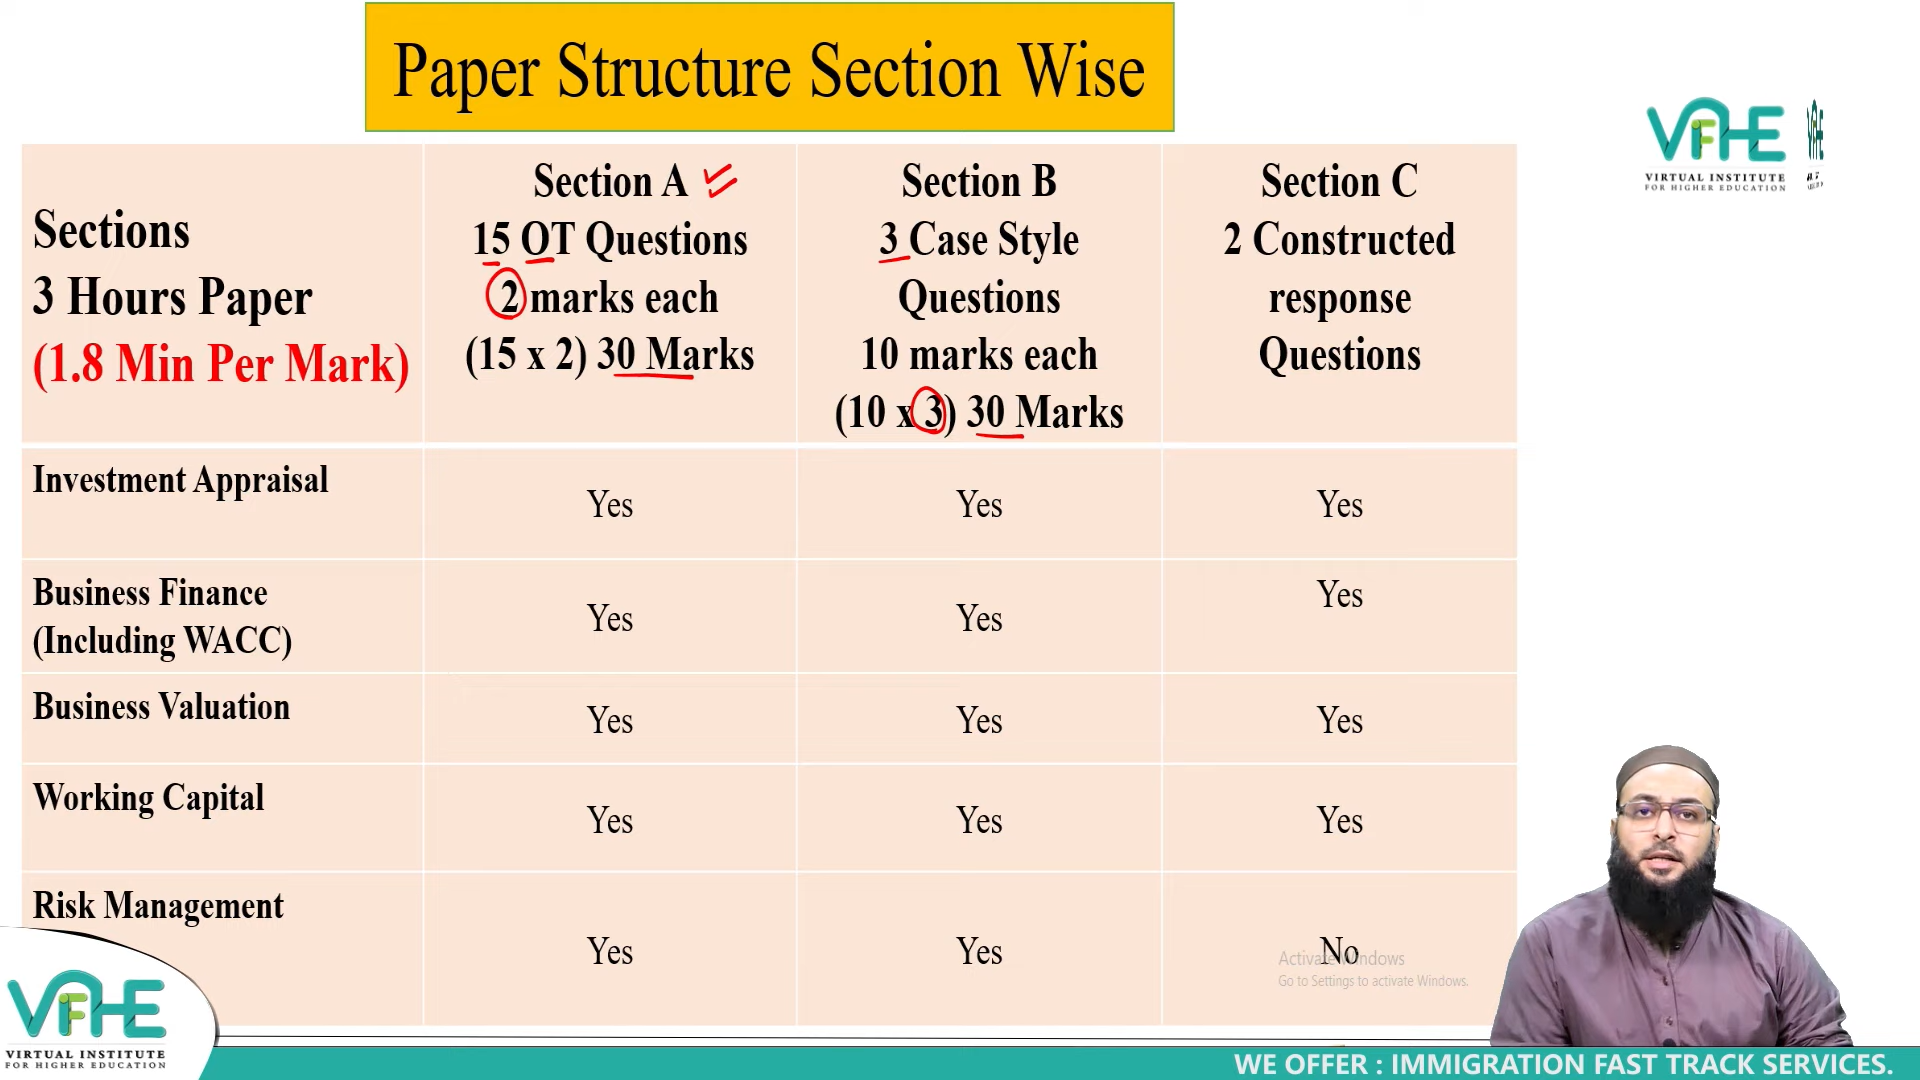 Paper Structure Section Wise
VFHE
VIRTUAL INSTITUTE
FOR HIGHER EDUCATION
Sections
3 Hours Paper
(1.8 Min Per Mark)
Section A
15 OT Questions
2 marks each
(15 x 2) 30 Marks
Section B
3 Case Style
Questions
10 marks each
(10 x 3) 30 Marks
Section C
2 Constructed
response
Questions
Investment Appraisal
Yes
Yes
Yes
Business Finance
(Including WACC)
Yes
Yes
Yes
Business Valuation
Yes
Yes
Yes
Working Capital
Yes
Yes
Yes
Risk Management
Yes
Yes
No
Activate Windows
Go to Settings to activate Windows.
VFHE
VIRTUAL INSTITUTE
FOR HIGHER EDUCATION
WE OFFER : IMMIGRATION FAST TRACK SERVICES.